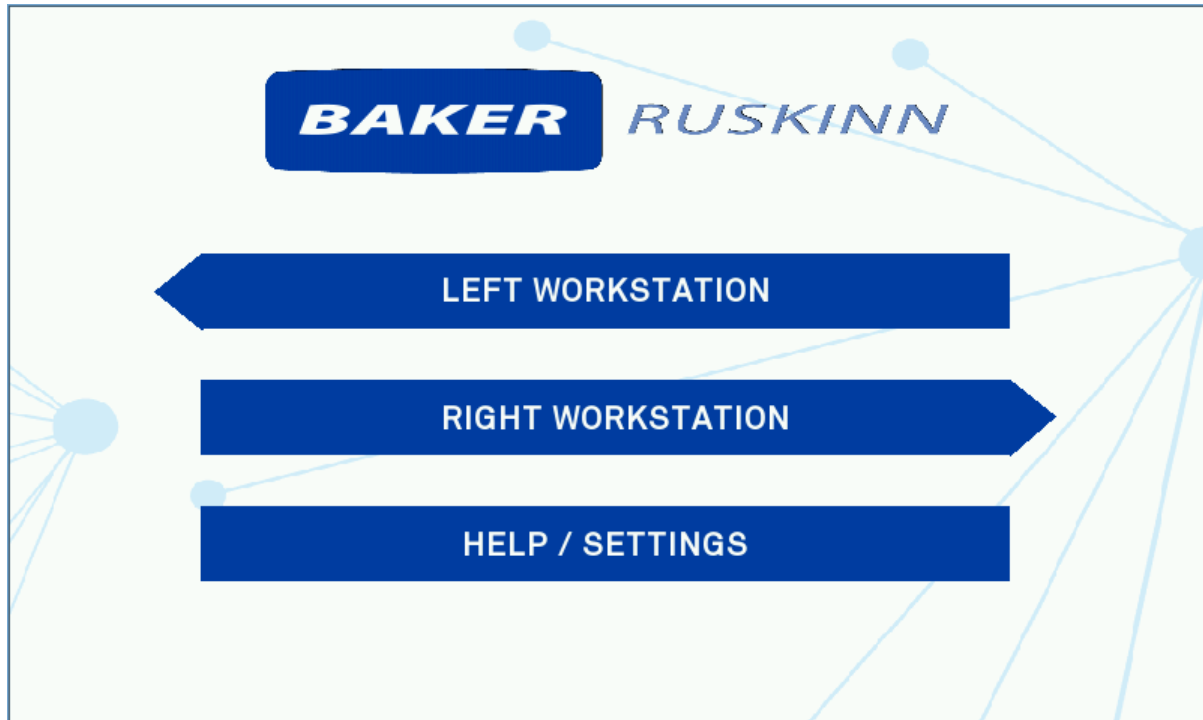 BAKER RUSKINN
LEFT WORKSTATION
RIGHT WORKSTATION
HELP / SETTINGS